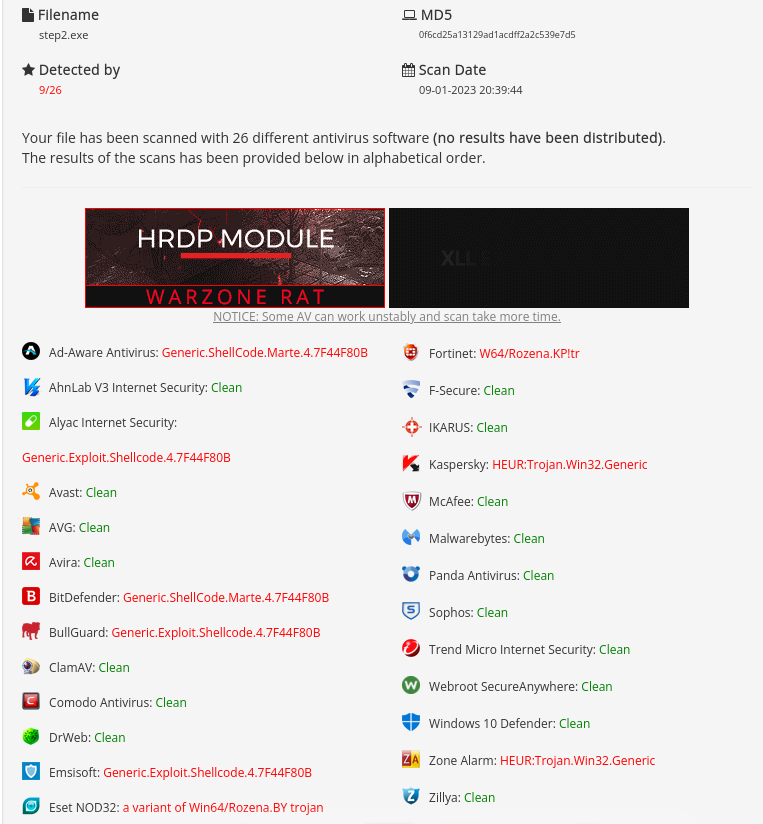 Filename
step2.exe
MD5
0f6cd25a13129ad1acdff2a2c539e7d5
Detected by
9/26
Scan Date
09-01-2023 20:39:44
Your file has been scanned with 26 different antivirus software (no results have been distributed).
The results of the scans has been provided below in alphabetical order.
HRDP MODULE
WARZONE RAT
XLL
NOTICE: Some AV can work unstably and scan take more time.
Ad-Aware Antivirus: Generic.ShellCode.Marte.4.7F44F80B
AhnLab V3 Internet Security: Clean
Alyac Internet Security:
Generic.Exploit.Shellcode.4.7F44F80B
Avast: Clean
AVG: Clean
Avira: Clean
BitDefender: Generic.ShellCode.Marte.4.7F44F80B
BullGuard: Generic.Exploit.Shellcode.4.7F44F80B
ClamAV: Clean
Comodo Antivirus: Clean
DrWeb: Clean
Emsisoft: Generic.Exploit.Shellcode.4.7F44F80B
Eset NOD32: a variant of Win64/Rozena.BY trojan
Fortinet: W64/Rozena.KP!tr
F-Secure: Clean
IKARUS: Clean
Kaspersky: HEUR:Trojan.Win32.Generic
McAfee: Clean
Malwarebytes: Clean
Panda Antivirus: Clean
Sophos: Clean
Trend Micro Internet Security: Clean
Webroot SecureAnywhere: Clean
Windows 10 Defender: Clean
Zone Alarm: HEUR:Trojan.Win32.Generic
Zillya: Clean